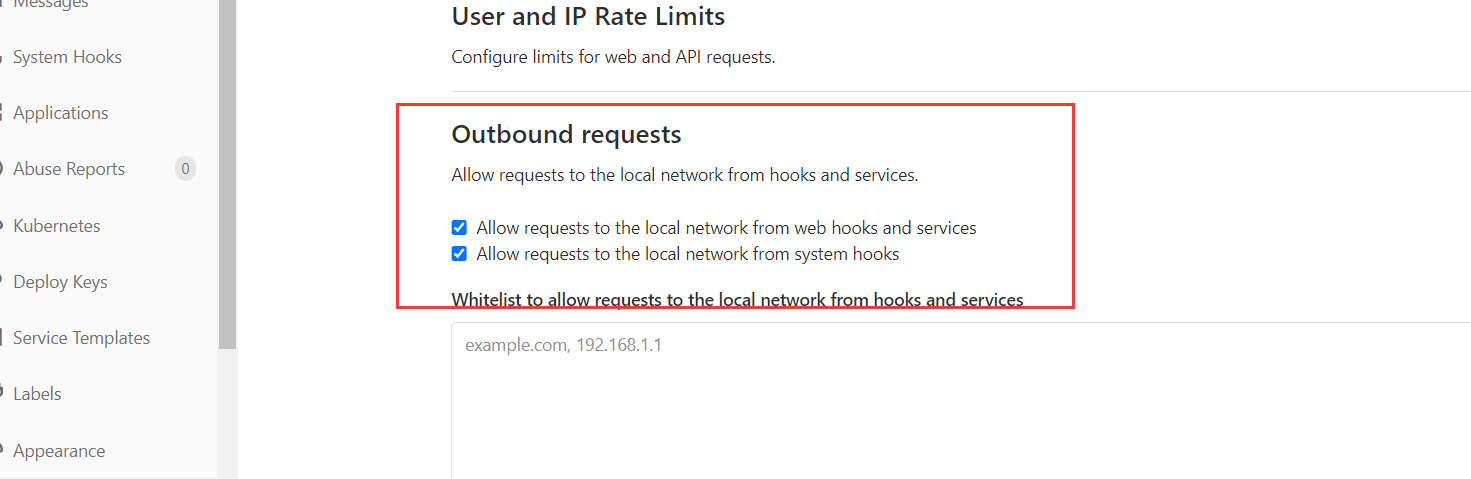 Messages
System Hooks
Applications
Abuse Reports 0
Kubernetes
Deploy Keys
Service Templates
Labels
Appearance
User and IP Rate Limits
Configure limits for web and API requests.
Outbound requests
Allow requests to the local network from hooks and services.
Allow requests to the local network from web hooks and services
Allow requests to the local network from system hooks
Whitelist to allow requests to the local network from hooks and services
example.com, 192.168.1.1